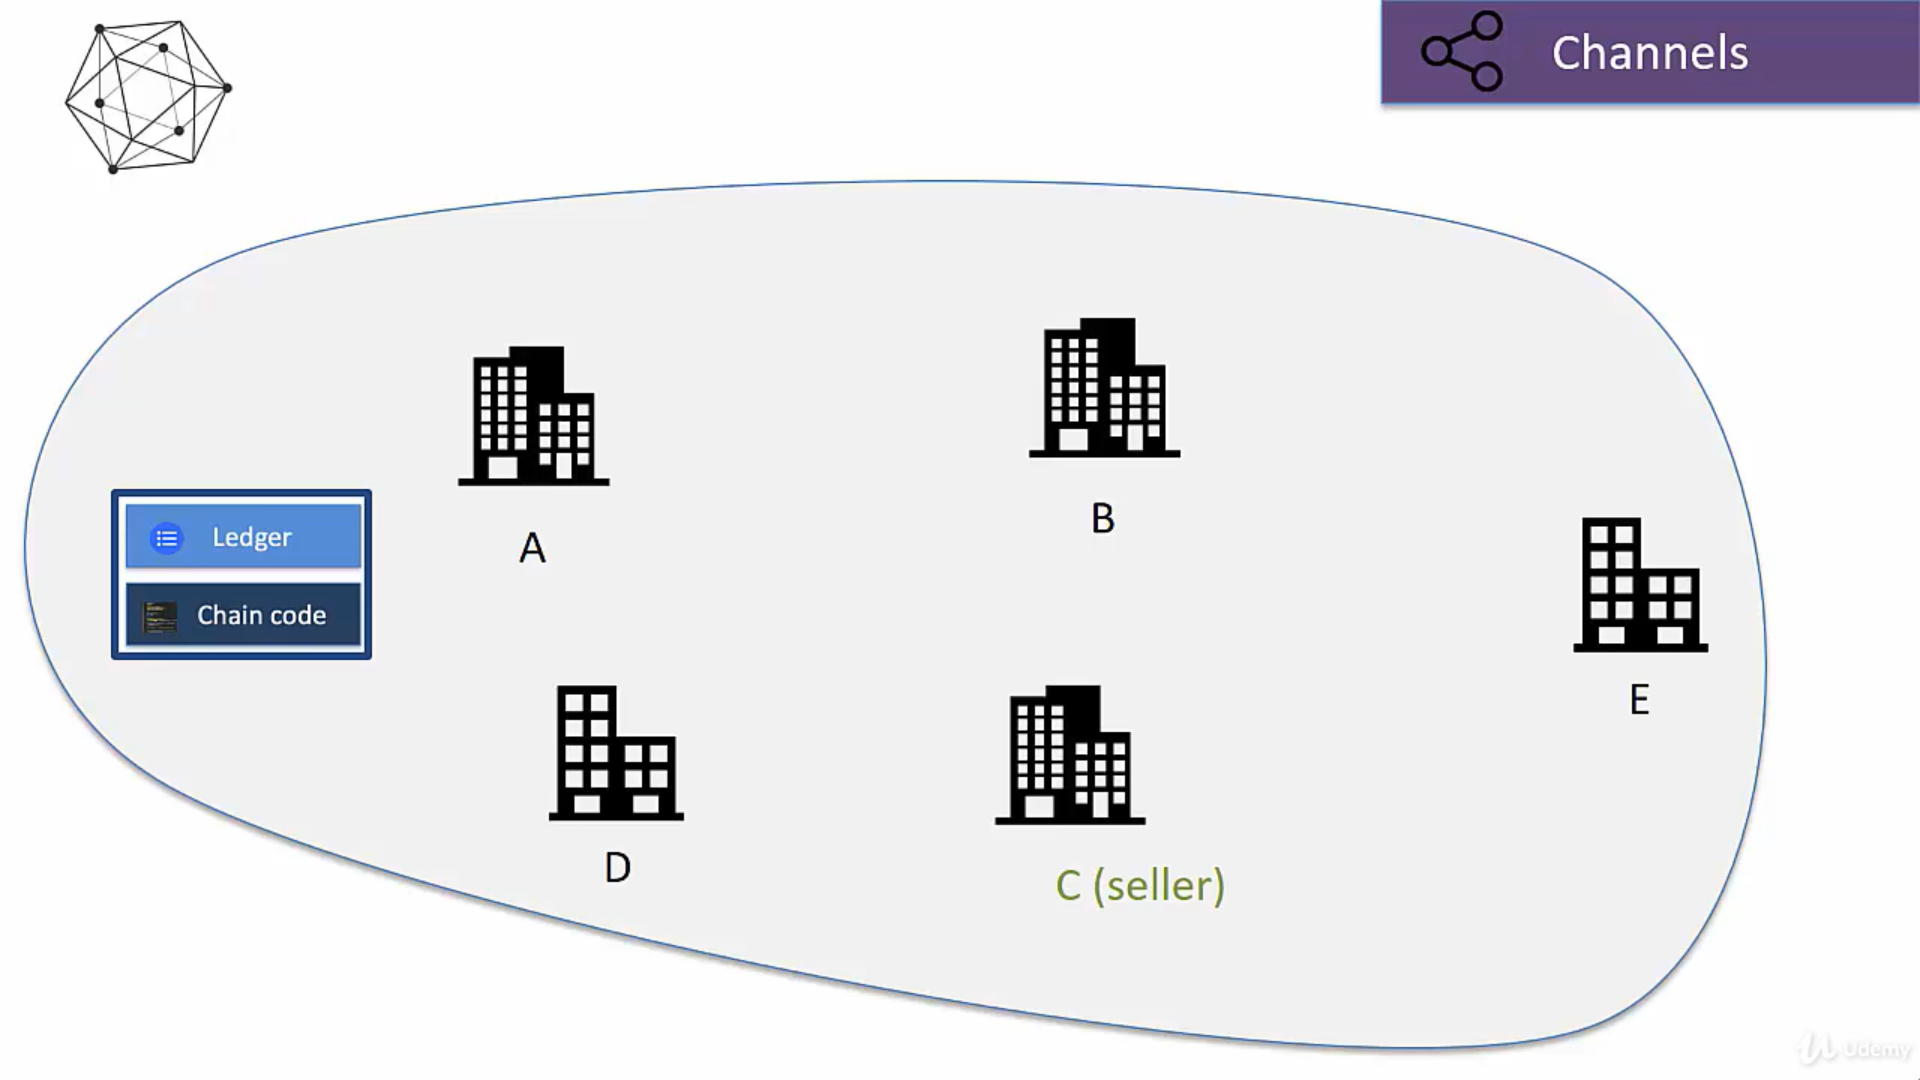 Channels
A
B
Ledger
Chain code
E
D
C (seller)
Udemy